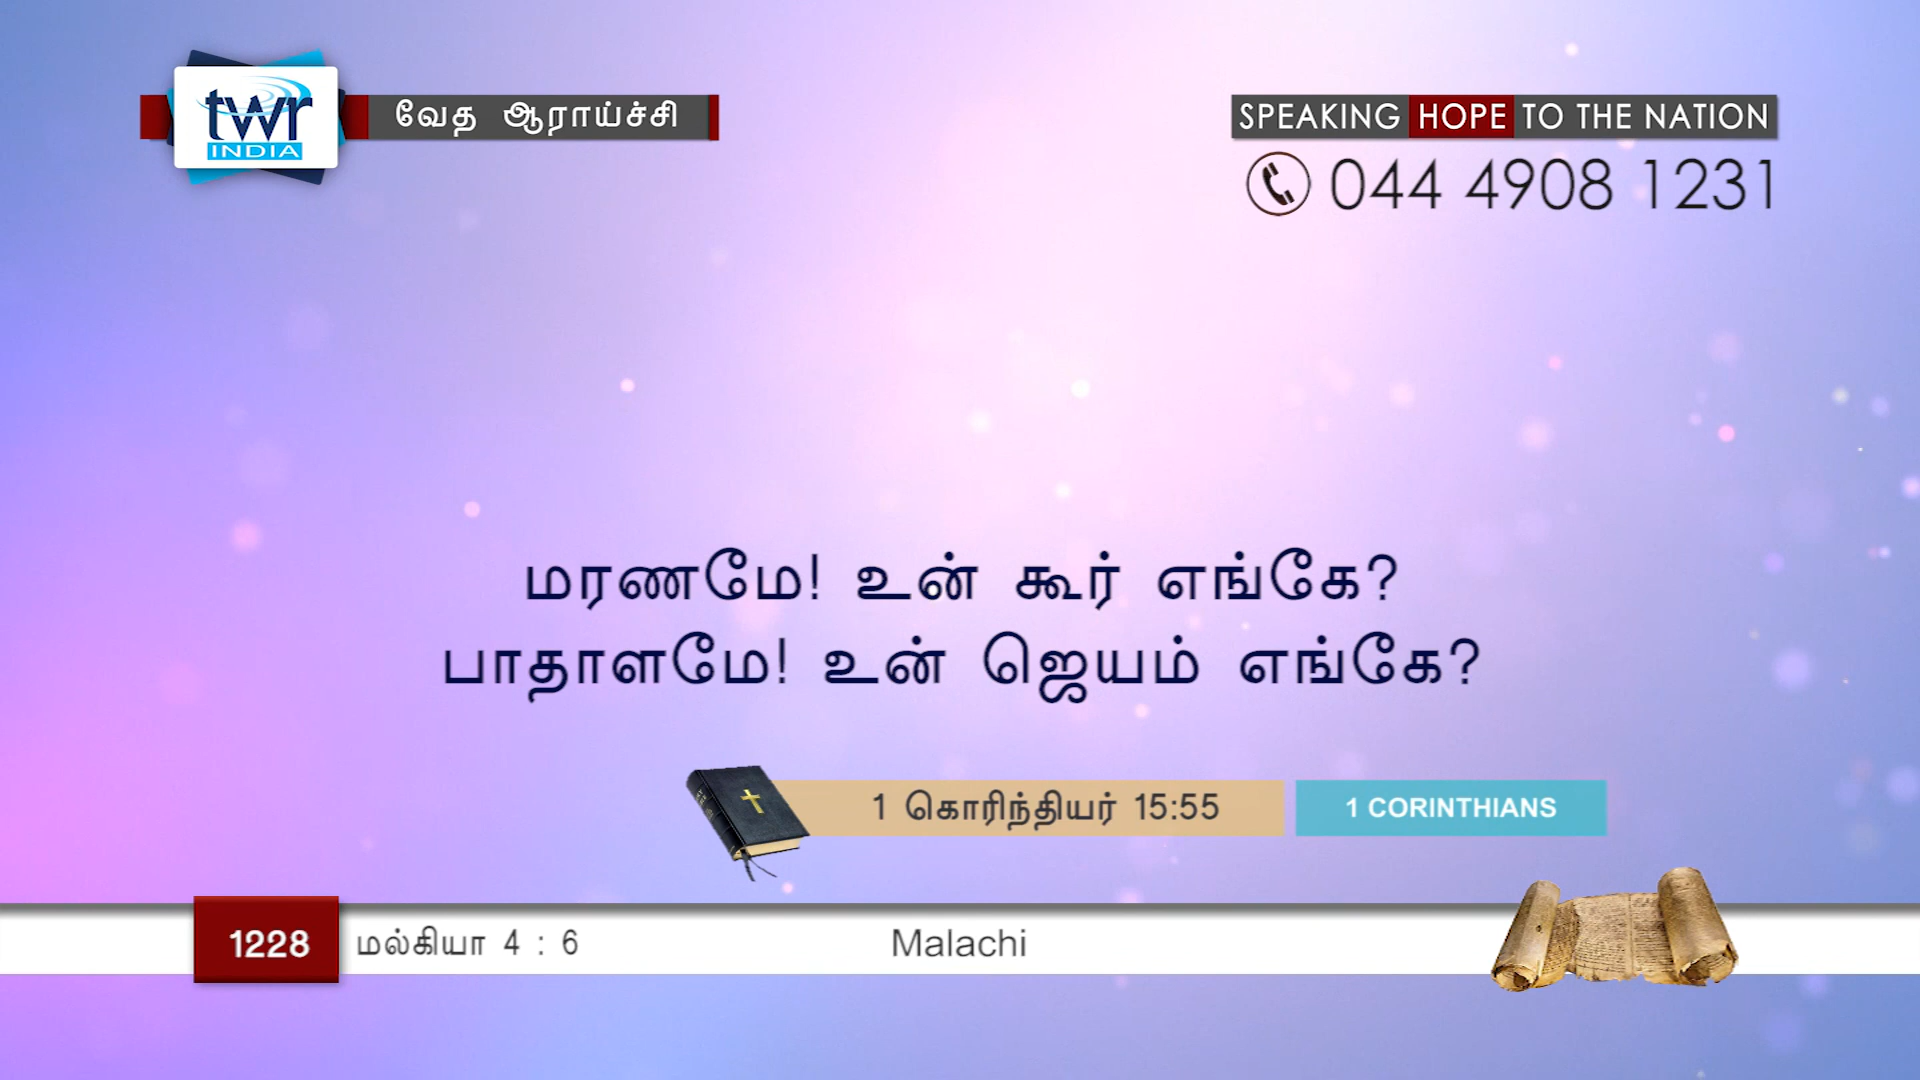 twr
INDIA
வேத ஆராய்ச்சி
SPEAKING HOPE TO THE NATION
044 4908 1231
மரணமே! உன் கூர் எங்கே?
பாதாளமே! உன் ஜெயம் எங்கே?
1 கொரிந்தியர் 15:55
1 CORINTHIANS
1228
மல்கியா 4 : 6
Malachi